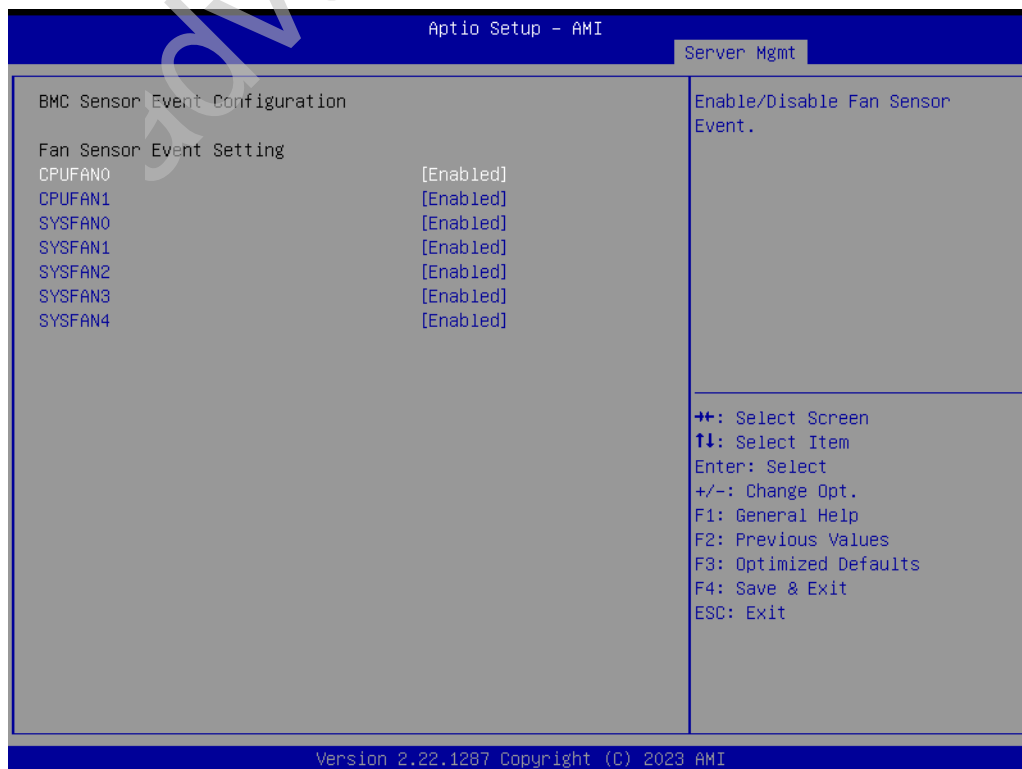 Aptio Setup – AMI
Server Mgmt
BMC Sensor Event Configuration
Fan Sensor Event Setting
CPUFAN0 [Enabled]
CPUFAN1 [Enabled]
SYSFAN0 [Enabled]
SYSFAN1 [Enabled]
SYSFAN2 [Enabled]
SYSFAN3 [Enabled]
SYSFAN4 [Enabled]
Enable/Disable Fan Sensor
Event.
→←: Select Screen
↑↓: Select Item
Enter: Select
+/-: Change Opt.
F1: General Help
F2: Previous Values
F3: Optimized Defaults
F4: Save & Exit
ESC: Exit
Version 2.22.1287 Copyright (C) 2023 AMI